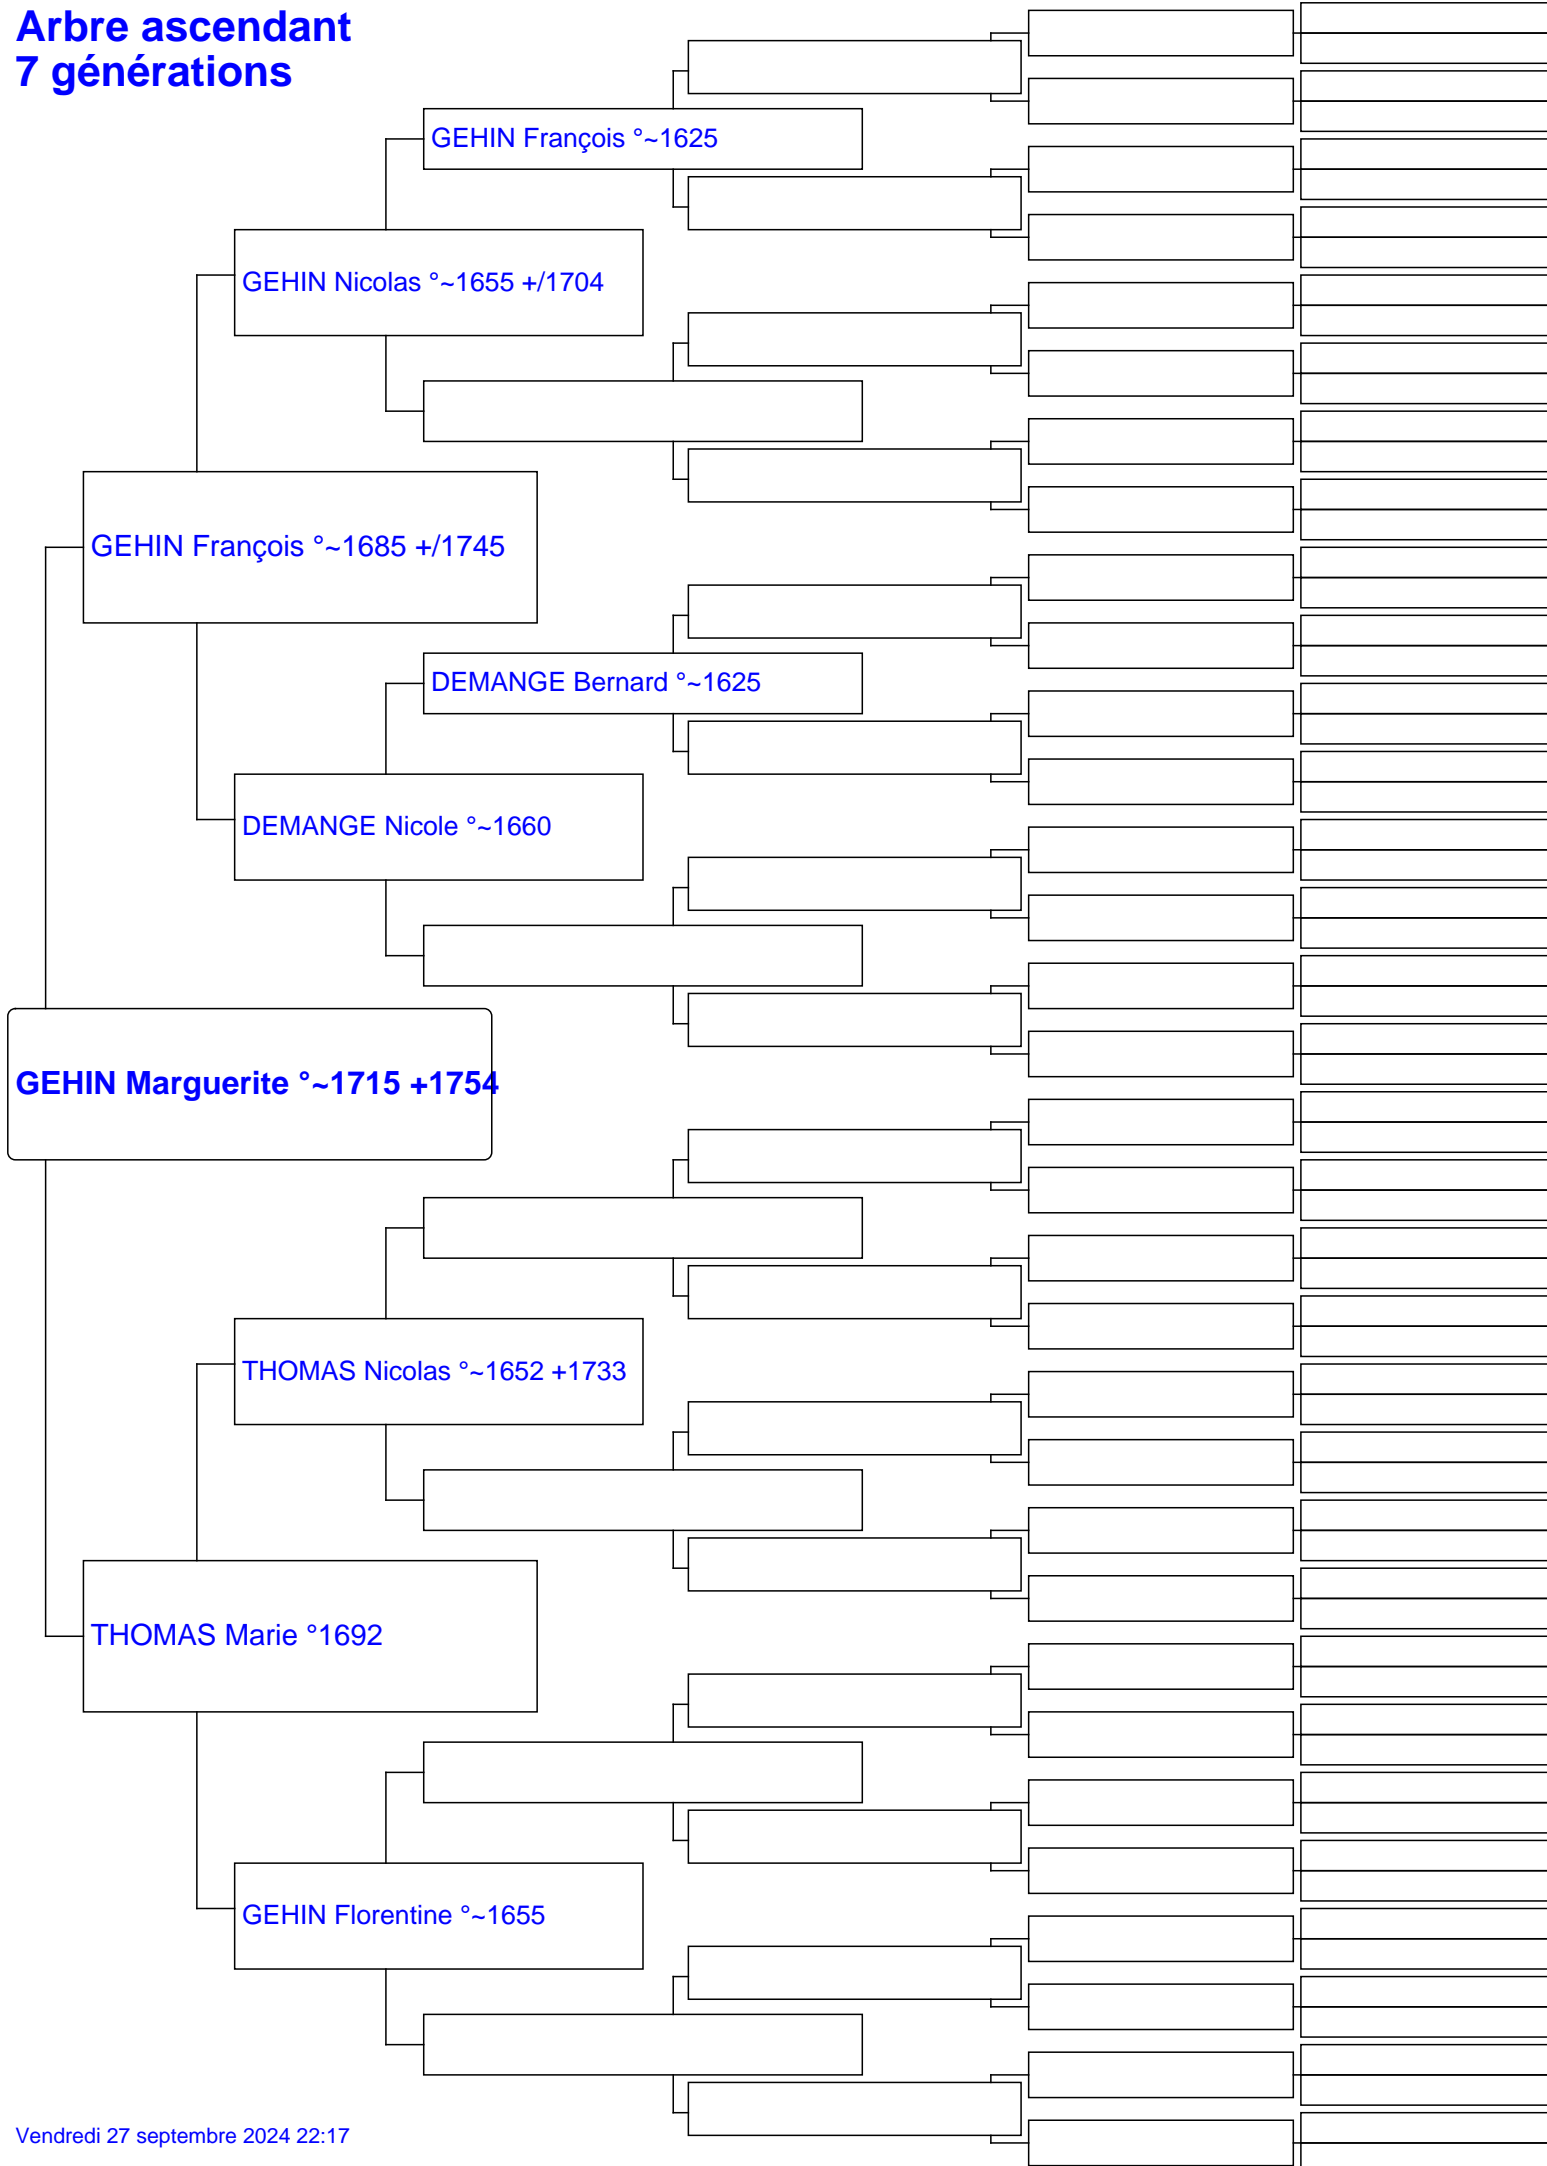 Arbre ascendant
7 générations
GEHIN François °~1625
GEHIN Nicolas °~1655 +/1704
GEHIN François °~1685 +/1745
DEMANGE Bernard °~1625
DEMANGE Nicole °~1660
GEHIN Marguerite °~1715 +1754
THOMAS Nicolas °~1652 +1733
THOMAS Marie °1692
GEHIN Florentine °~1655
Vendredi 27 septembre 2024 22:17